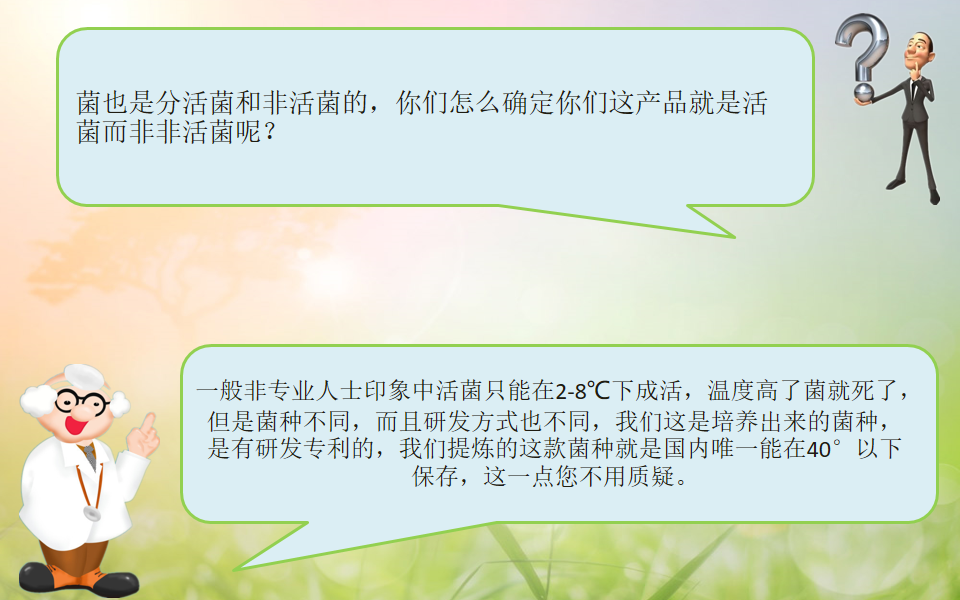 菌也是分活菌和非活菌的，你们怎么确定你们这产品就是活
菌而非非活菌呢？
一般非专业人士印象中活菌只能在2-8℃下成活，温度高了菌就死了，
但是菌种不同，而且研发方式也不同，我们这是培养出来的菌种，
是有研发专利的，我们提炼的这款菌种就是国内唯一能在40°以下
保存，这一点您不用质疑。